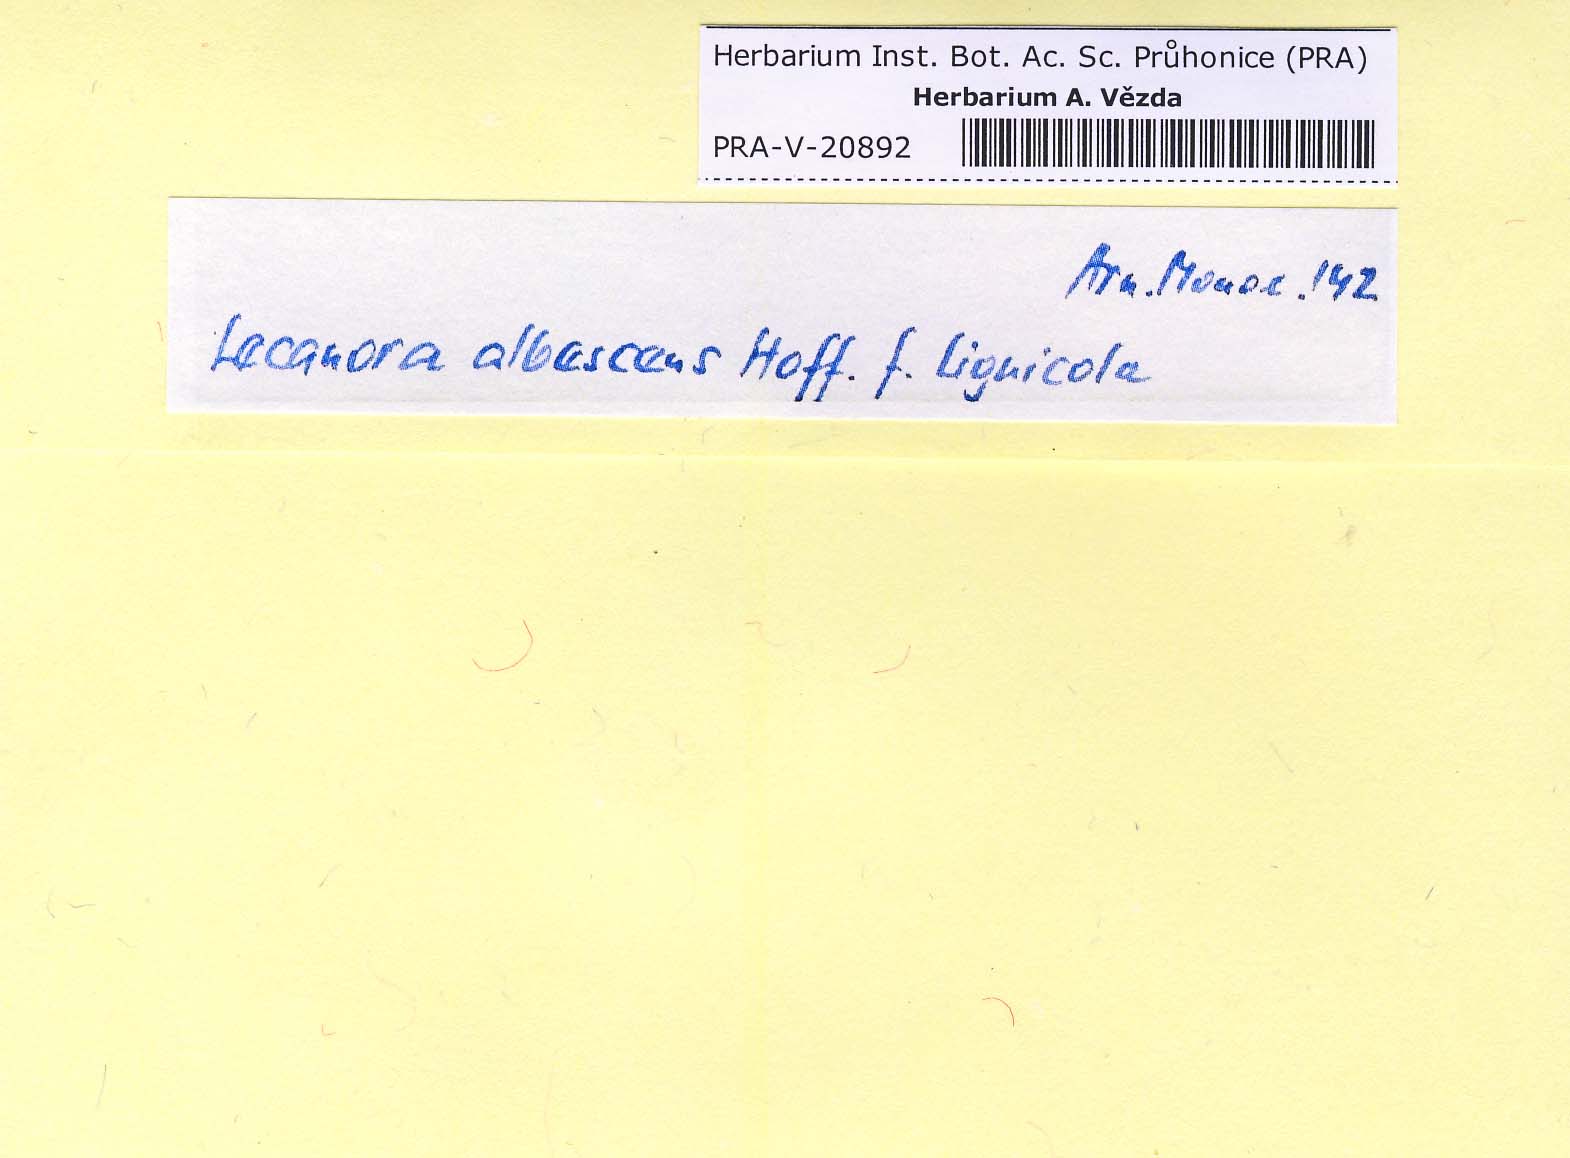 Herbarium Inst. Bot. Ac. Sc. Průhonice (PRA)
Herbarium A. Vězda
PRA-V-20892
Arn. Monac. 142
Lecanora albescens Hoff. f. lignicola